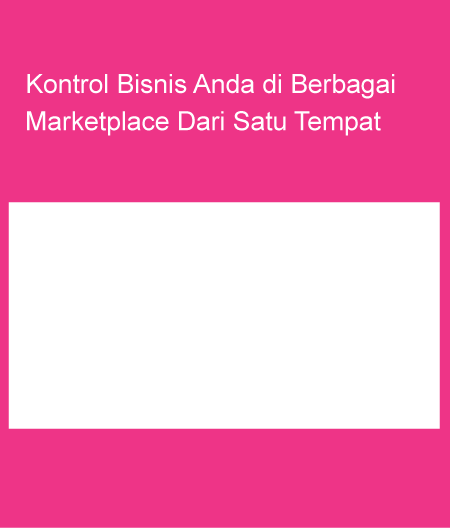 Kontrol Bisnis Anda di Berbagai
Marketplace Dari Satu Tempat